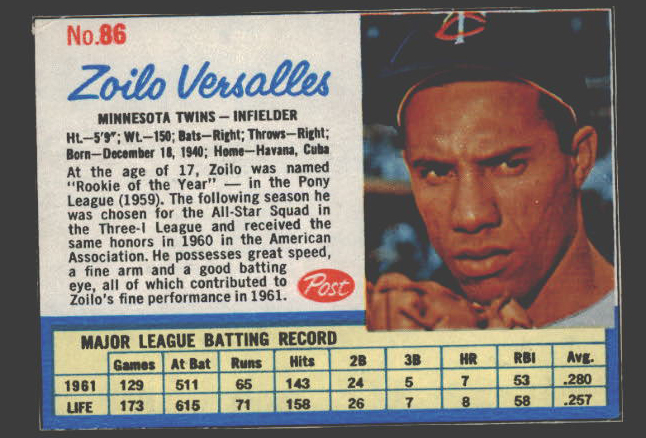 No.86
Zoilo Versalles
MINNESOTA TWINS – INFIELDER
Ht.—5'9"; Wt.—150; Bats—Right; Throws—Right;
Born—December 18, 1940; Home—Havana, Cuba
At the age of 17, Zoilo was named
"Rookie of the Year" — in the Pony
League (1959). The following season he
was chosen for the All-Star Squad in
the Three-I League and received the
same honors in 1960 in the American
Association. He possesses great speed,
a fine arm and a good batting
eye, all of which contributed to
Zoilo's fine performance in 1961.
Post
TC
MAJOR LEAGUE BATTING RECORD
Games At Bat Runs Hits 2B 3B HR RBI Avg.
1961 129 511 65 143 24 5 7 53 .280
LIFE 173 615 71 158 26 7 8 58 .257